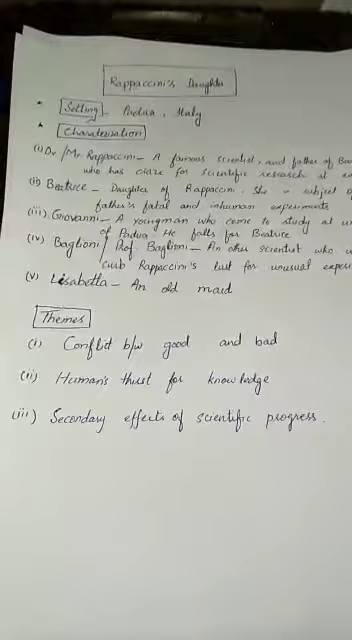 Rappaccini's Daughter
* Setting - Padua, Italy
* Charaterisation
(i) Dr/Mr. Rappaccini - A famous scientist, and father of
who has craze for scientific research at
(ii) Beatrice - Daughter of Rappacini. She is subject
father's fatal and inhuman experiments
(iii) Giovanni - A youngman who come to study at
of Padua He falls for Beatrice
(iv) Baglioni / Prof. Baglioni - An other scientist who
curb Rappaccini's lust for unusual
(v) Lisabetta - An old maid
Themes
(i) Conflict b/w good and bad
(ii) Human's thrust for knowledge
(iii) Secondary effects of scientific progress.